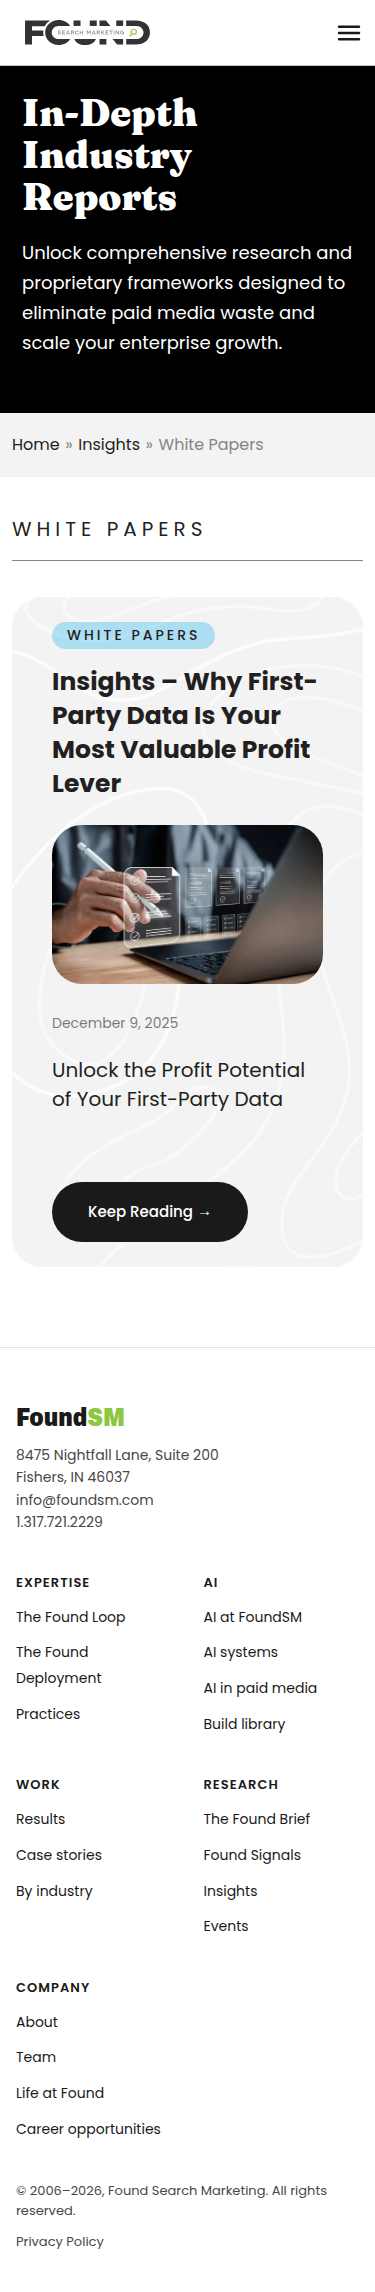 FOUND
SEARCH MARKETING
In-Depth
Industry
Reports
Unlock comprehensive research and
proprietary frameworks designed to
eliminate paid media waste and
scale your enterprise growth.
Home » Insights » White Papers
WHITE PAPERS
WHITE PAPERS
Insights – Why First-
Party Data Is Your
Most Valuable Profit
Lever
December 9, 2025
Unlock the Profit Potential
of Your First-Party Data
Keep Reading →
FoundSM
8475 Nightfall Lane, Suite 200
Fishers, IN 46037
info@foundsm.com
1.317.721.2229
EXPERTISE
The Found Loop
The Found
Deployment
Practices
AI
AI at FoundSM
AI systems
AI in paid media
Build library
WORK
Results
Case stories
By industry
RESEARCH
The Found Brief
Found Signals
Insights
Events
COMPANY
About
Team
Life at Found
Career opportunities
© 2006–2026, Found Search Marketing. All rights
reserved.
Privacy Policy